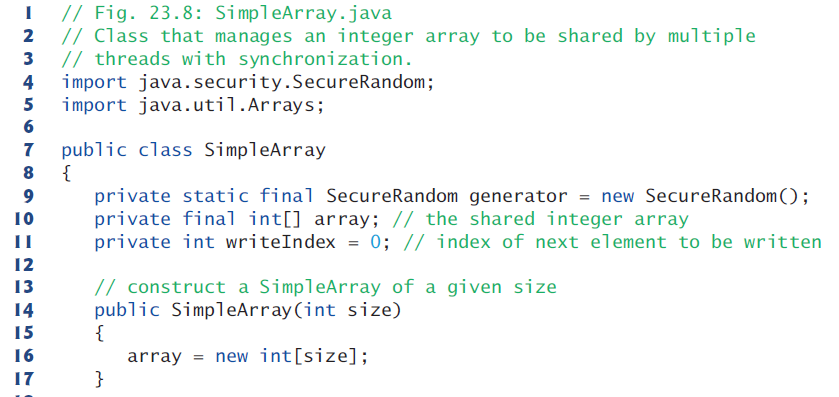 1 // Fig. 23.8: SimpleArray.java
2 // Class that manages an integer array to be shared by multiple
3 // threads with synchronization.
4 import java.security.SecureRandom;
5 import java.util.Arrays;
6
7 public class SimpleArray
8 {
9 private static final SecureRandom generator = new SecureRandom();
10 private final int[] array; // the shared integer array
11 private int writeIndex = 0; // index of next element to be written
12
13 // construct a SimpleArray of a given size
14 public SimpleArray(int size)
15 {
16 array = new int[size];
17 }